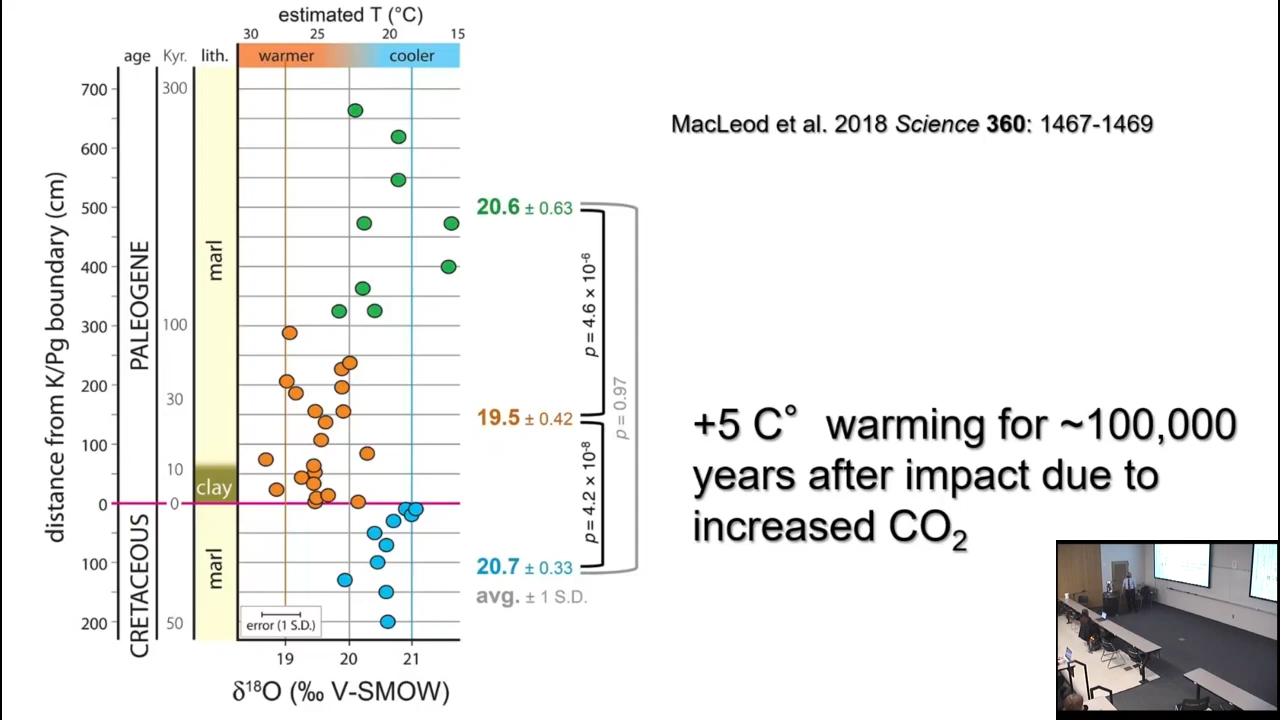 estimated T (°C)
30 25 20 15
age Kyr. lith. warmer cooler
distance from K/Pg boundary (cm)
700
600
500
400
300
200
100
0
100
200
PALEOGENE
CRETACEOUS
300
100
30
10
0
50
marl
clay
marl
error (1 S.D.)
19 20 21
δ¹⁸O (‰ V-SMOW)
20.6 ± 0.63
19.5 ± 0.42
20.7 ± 0.33
avg. ± 1 S.D.
p = 4.6 × 10⁻⁶
p = 4.2 × 10⁻⁸
p = 0.97
MacLeod et al. 2018 Science 360: 1467-1469
+5 C° warming for ~100,000
years after impact due to
increased CO₂